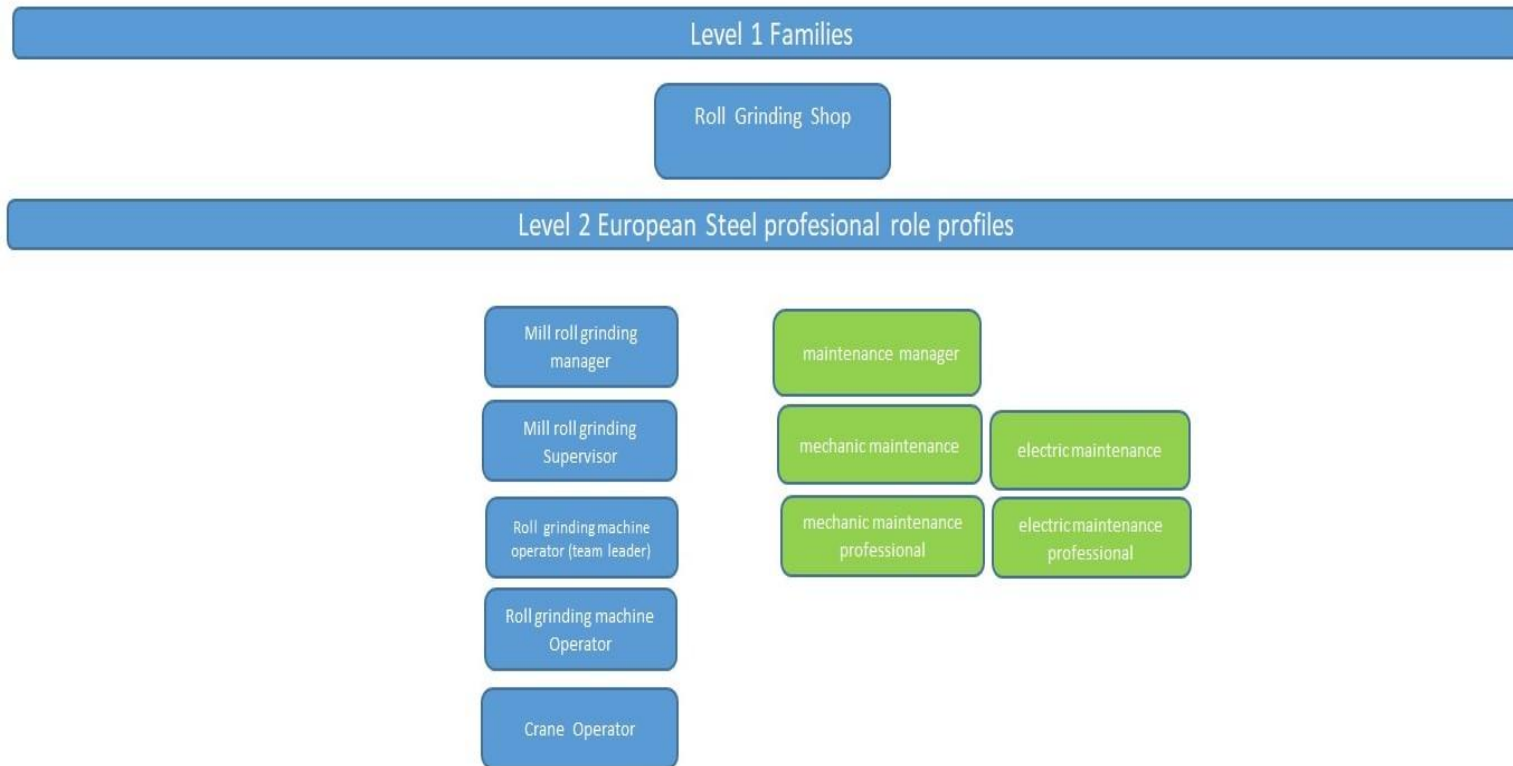 Level 1 Families
Roll Grinding Shop
Level 2 European Steel profesional role profiles
Mill roll grinding
manager
maintenance manager
Mill roll grinding
Supervisor
mechanic maintenance
electric maintenance
Roll grinding machine
operator (team leader)
mechanic maintenance
professional
electric maintenance
professional
Roll grinding machine
Operator
Crane Operator